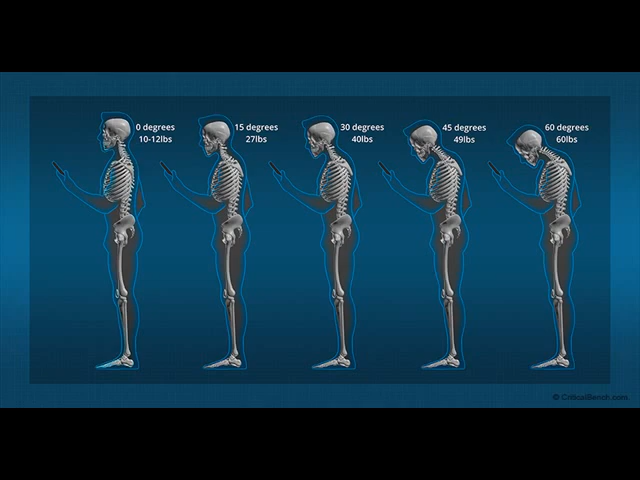 0 degrees
10-12lbs
15 degrees
27lbs
30 degrees
40lbs
45 degrees
49lbs
60 degrees
60lbs
© CriticalBench.com